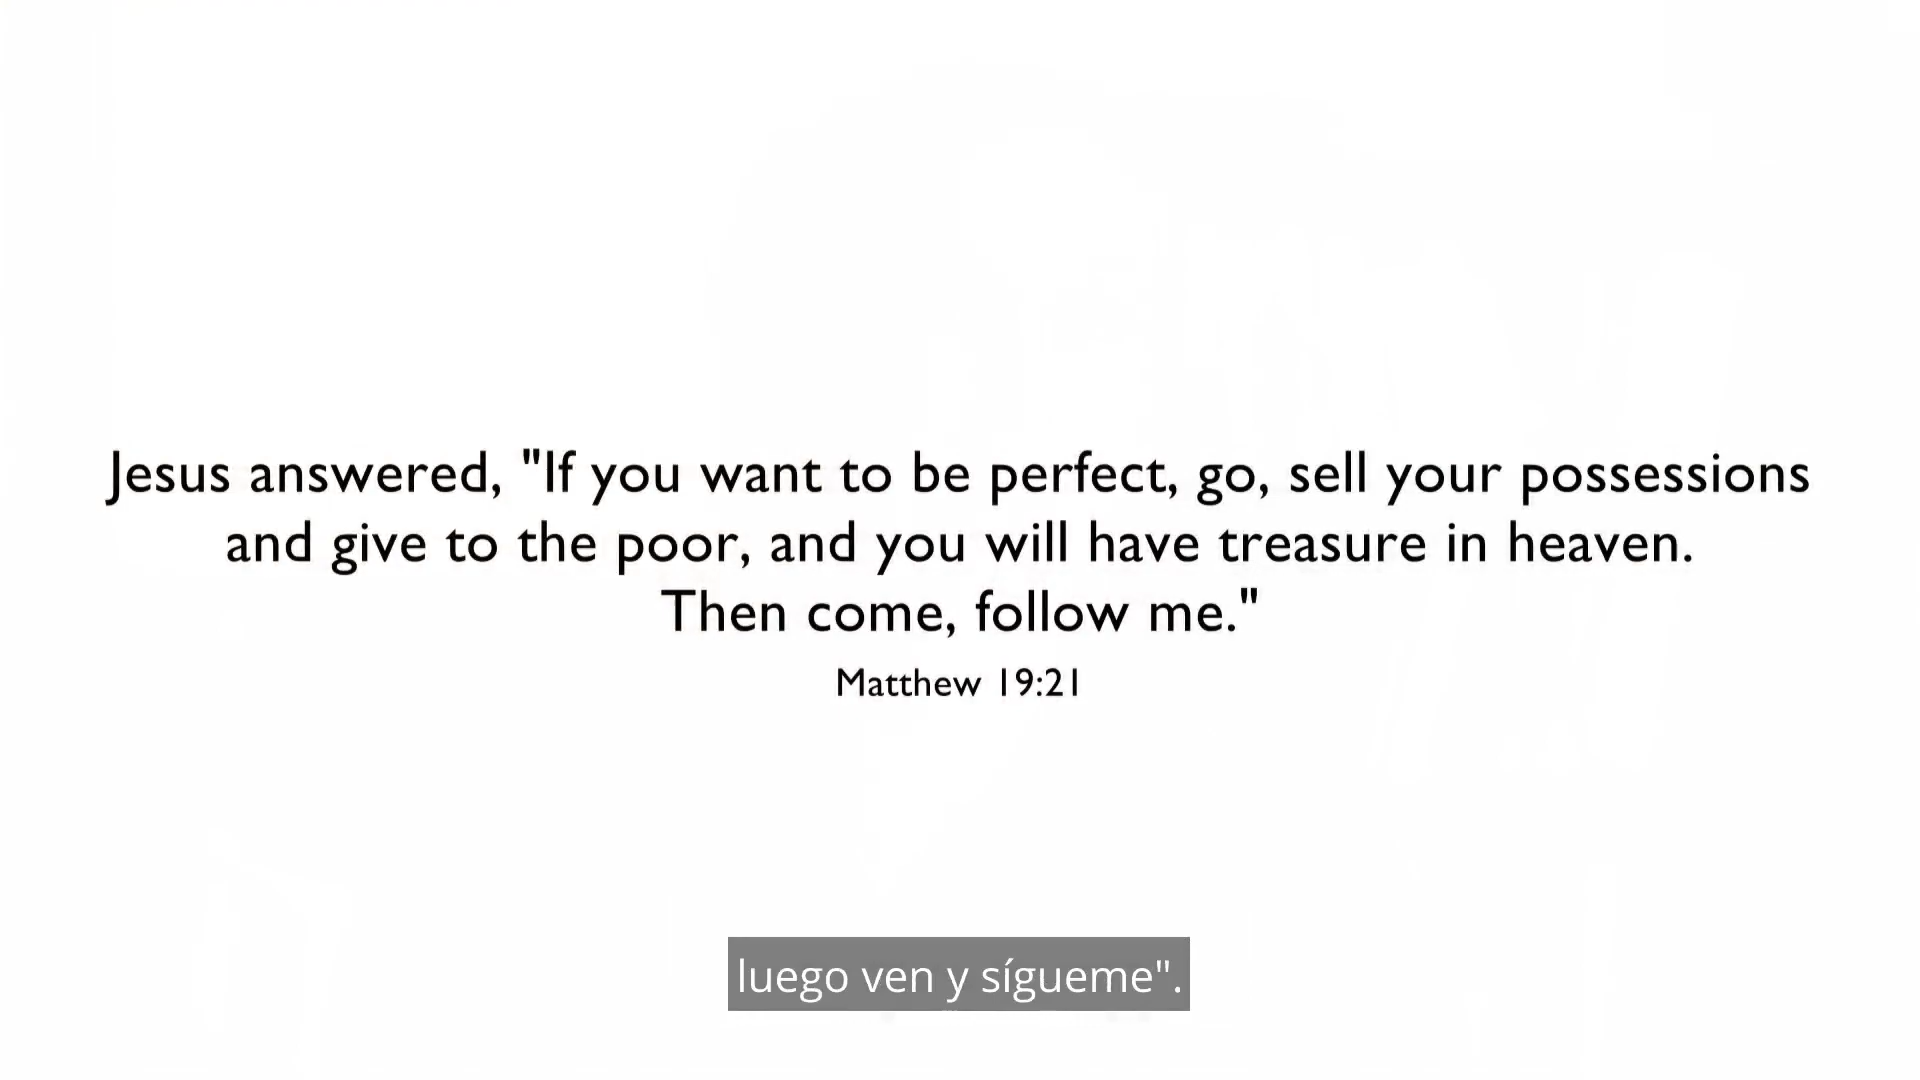 Jesus answered, "If you want to be perfect, go, sell your possessions
and give to the poor, and you will have treasure in heaven.
Then come, follow me."
Matthew 19:21
luego ven y sígueme".